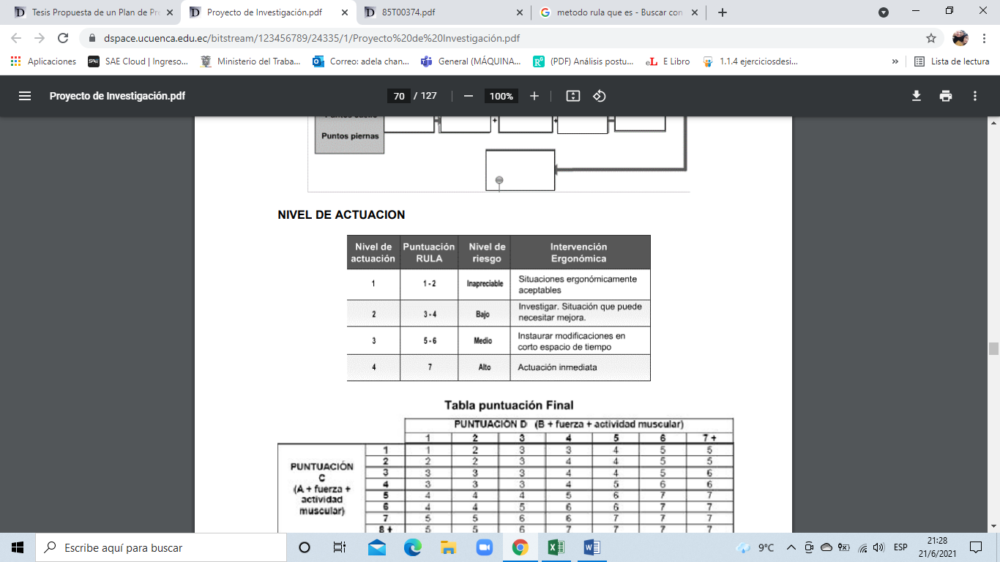 Tesis Propuesta de un Plan de Pre
Proyecto de Investigación.pdf
85T00374.pdf
metodo rula que es - Buscar con
dspace.ucuenca.edu.ec/bitstream/123456789/24335/1/Proyecto%20de%20Investigación.pdf
Aplicaciones SAE Cloud | Ingreso... Ministerio del Traba... Correo: adela chan... General (MÁQUINA... (PDF) Análisis postu... E Libro 1.1.4 ejerciciosdesi... » Lista de lectura
Proyecto de Investigación.pdf 70 / 127 100%
Puntos piernas
NIVEL DE ACTUACION
Nivel de actuación Puntuación RULA Nivel de riesgo Intervención Ergonómica
1 1 - 2 Inapreciable Situaciones ergonómicamente aceptables
2 3 - 4 Bajo Investigar. Situación que puede necesitar mejora.
3 5 - 6 Medio Instaurar modificaciones en corto espacio de tiempo
4 7 Alto Actuación inmediata
Tabla puntuación Final
PUNTUACIÓN D (B + fuerza + actividad muscular)
1 2 3 4 5 6 7 +
PUNTUACIÓN
C
(A + fuerza +
actividad
muscular)
1 1 2 3 3 4 5 5
2 2 2 3 4 4 5 5
3 3 3 3 4 4 5 6
4 3 3 3 4 5 6 6
5 4 4 4 5 6 7 7
6 4 4 5 6 6 7 7
7 5 5 6 6 7 7 7
8 + 5 5 6 7 7 7 7
Escribe aquí para buscar
9°C
ESP
21:28
21/6/2021